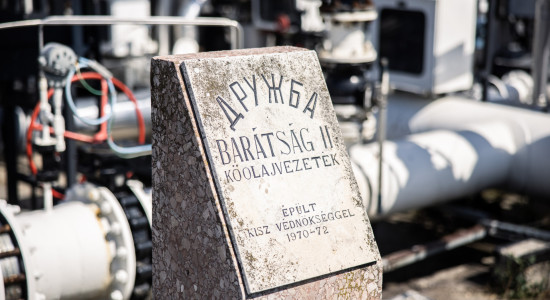 ДРУЖБА
BARÁTSÁG II
KŐOLAJVEZETÉK
ÉPÜLT
KISZ VÉDNÖKSÉGGEL
1970-72